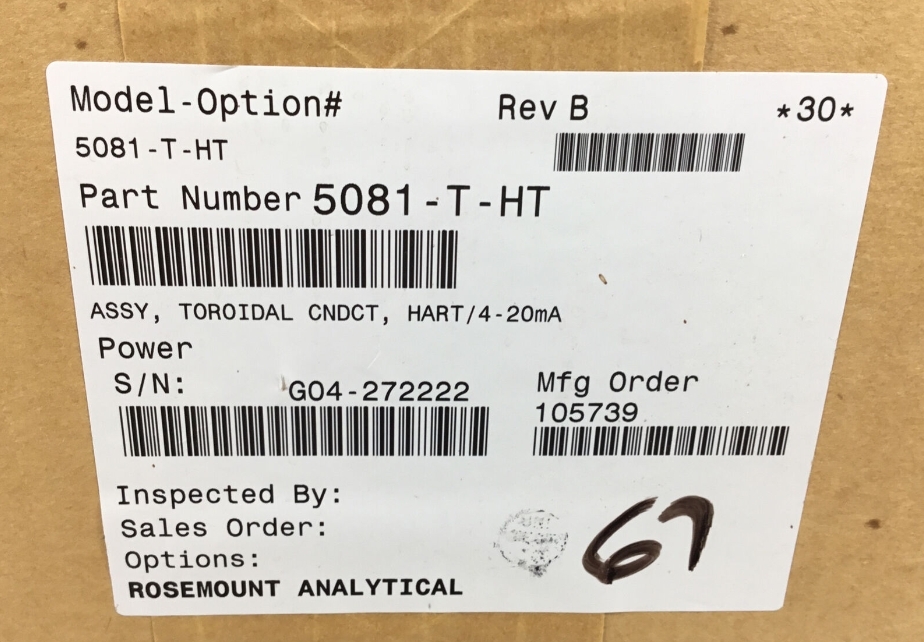 Model-Option# Rev B *30*
5081-T-HT
Part Number 5081-T-HT
ASSY, TOROIDAL CNDCT, HART/4-20mA
Power
S/N: G04-272222
Mfg Order
105739
Inspected By:
Sales Order:
Options:
ROSEMOUNT ANALYTICAL
67